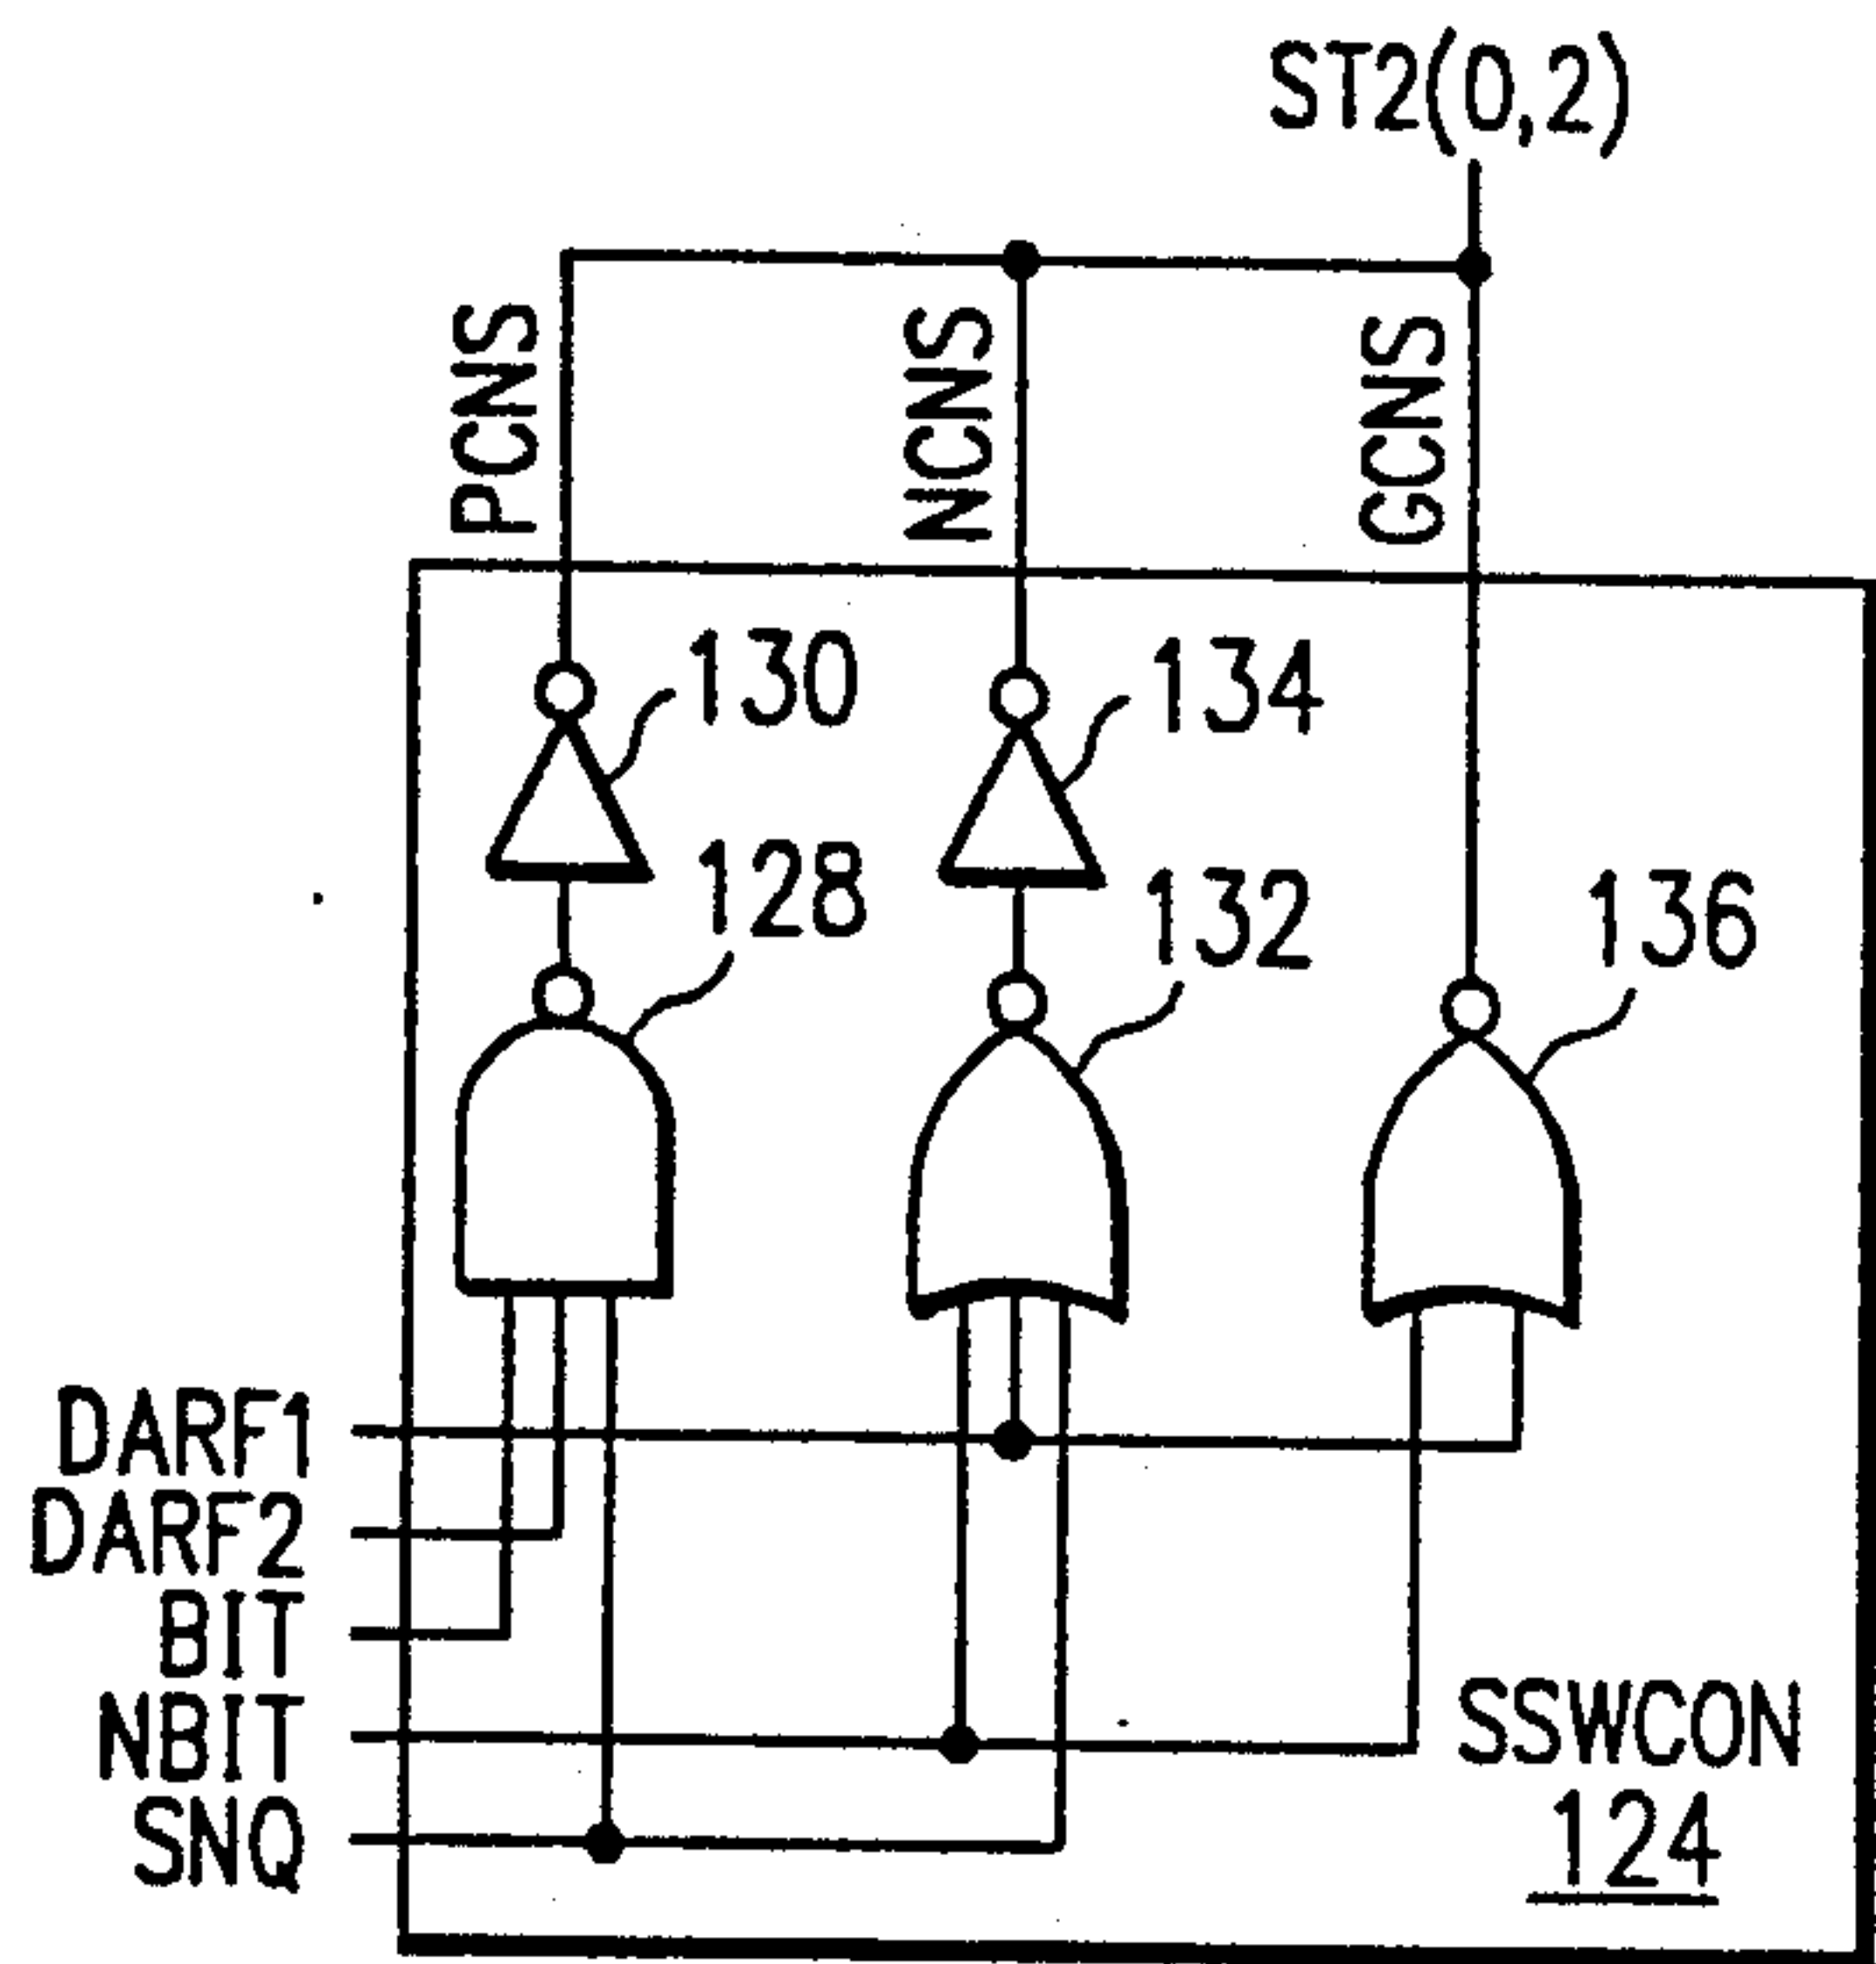 ST2(0,2)
PCNS
NCNS
GCNS
130
134
128
132
136
DARF1
DARF2
BIT
NBIT
SNQ
SSWCON
124